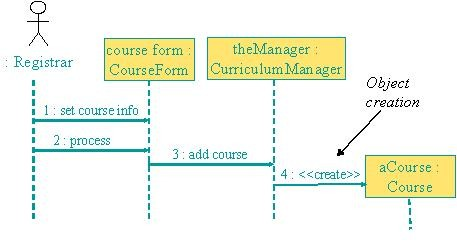 : Registrar
course form :
CourseForm
theManager :
CurriculumManager
Object
creation
1 : set course info
2 : process
3 : add course
4 : <<create>>
aCourse :
Course